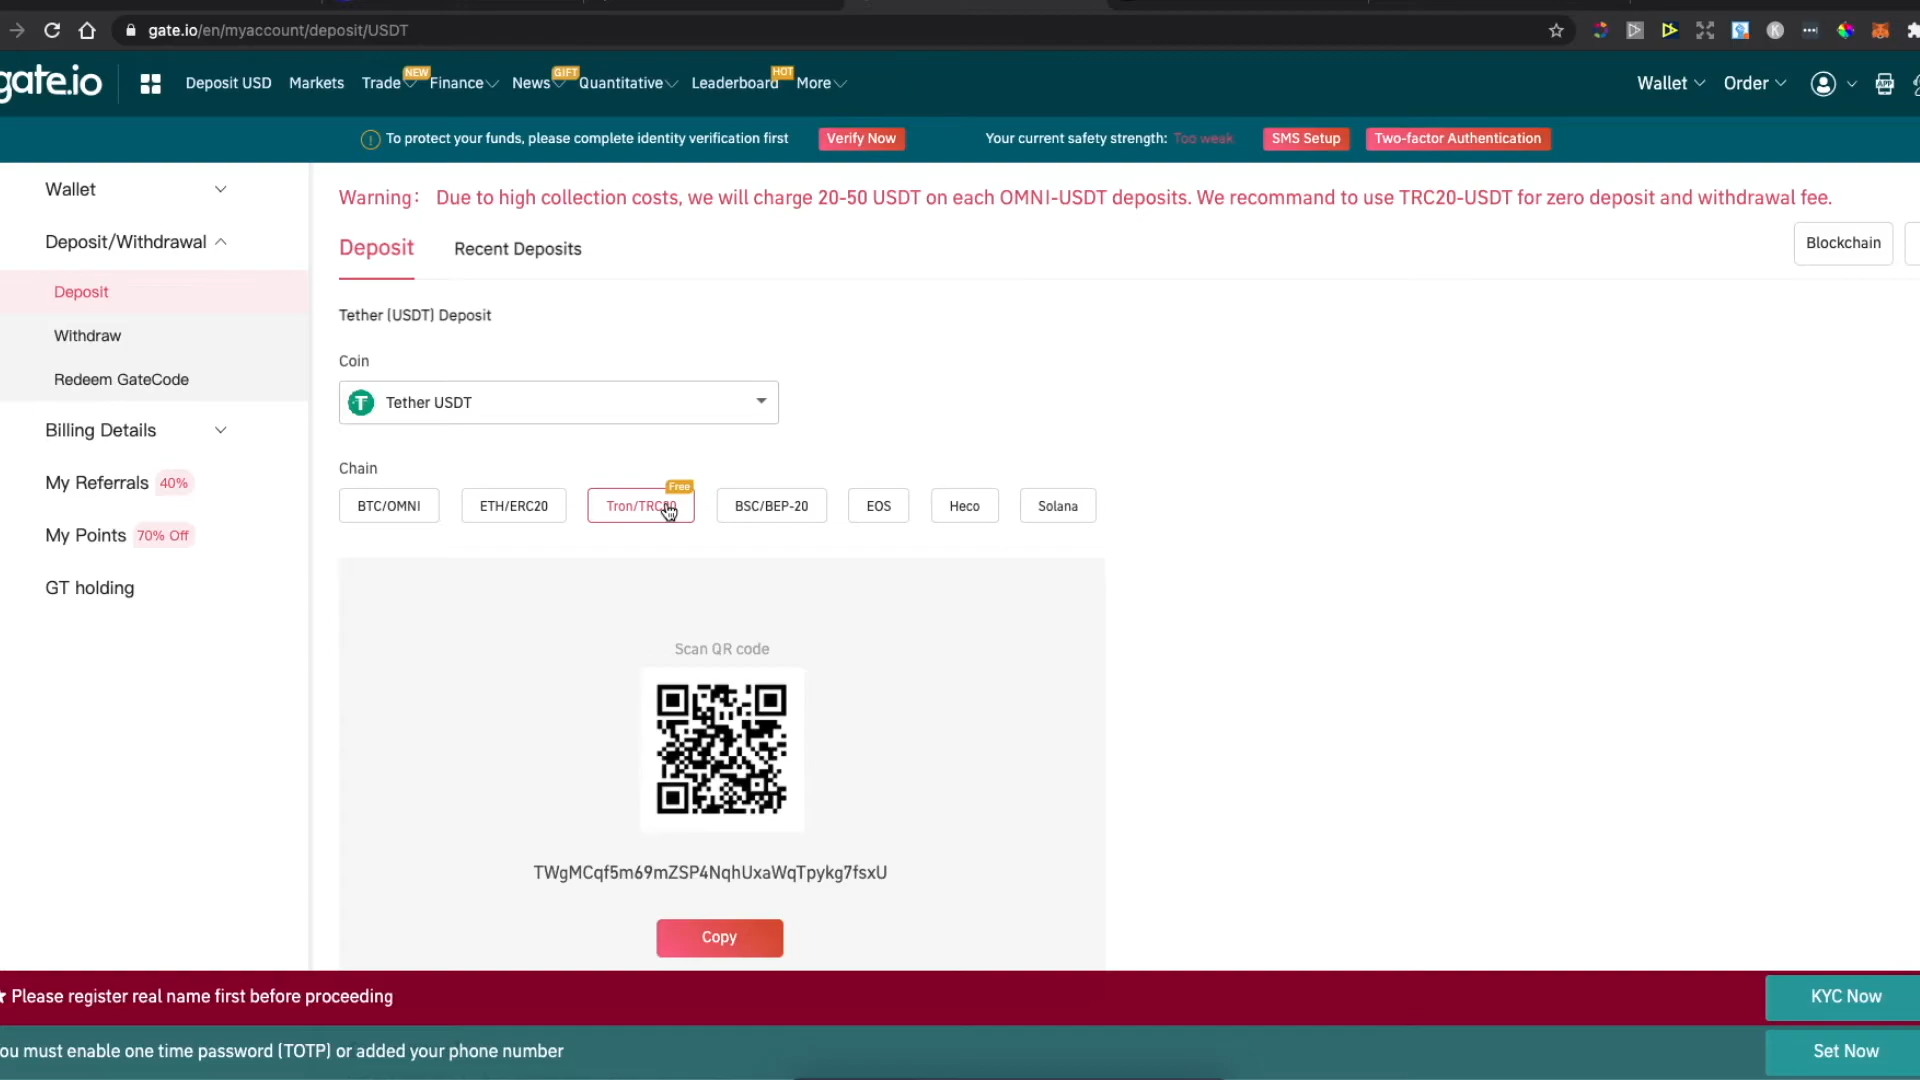 gate.io/en/myaccount/deposit/USDT
gate.io
Deposit USD
Markets
Trade
NEW
Finance
News
GIFT
Quantitative
Leaderboard
HOT
More
Wallet
Order
To protect your funds, please complete identity verification first
Verify Now
Your current safety strength: Too weak
SMS Setup
Two-factor Authentication
Wallet
Deposit/Withdrawal
Deposit
Withdraw
Redeem GateCode
Billing Details
My Referrals 40%
My Points 70% Off
GT holding
Warning: Due to high collection costs, we will charge 20-50 USDT on each OMNI-USDT deposits. We recommand to use TRC20-USDT for zero deposit and withdrawal fee.
Deposit
Recent Deposits
Blockchain
Tether (USDT) Deposit
Coin
Tether USDT
Chain
BTC/OMNI
ETH/ERC20
Free
Tron/TRC20
BSC/BEP-20
EOS
Heco
Solana
Scan QR code
TWgMCqf5m69mZSP4NqhUxaWqTpykg7fsxU
Copy
Please register real name first before proceeding
KYC Now
ou must enable one time password (TOTP) or added your phone number
Set Now